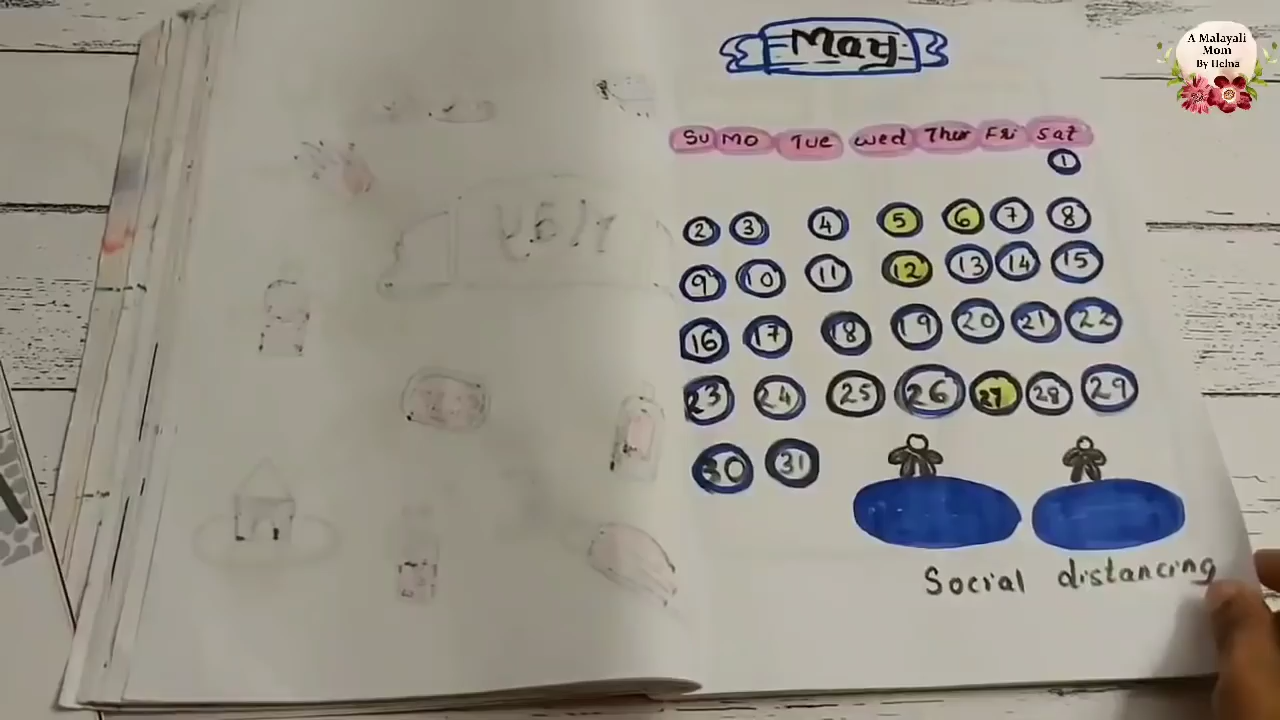 A Malayali
Mom
By Helna
May
Su Mo Tue Wed Thur Fri Sat
1
2 3 4 5 6 7 8
9 10 11 12 13 14 15
16 17 18 19 20 21 22
23 24 25 26 27 28 29
30 31
Social distancing